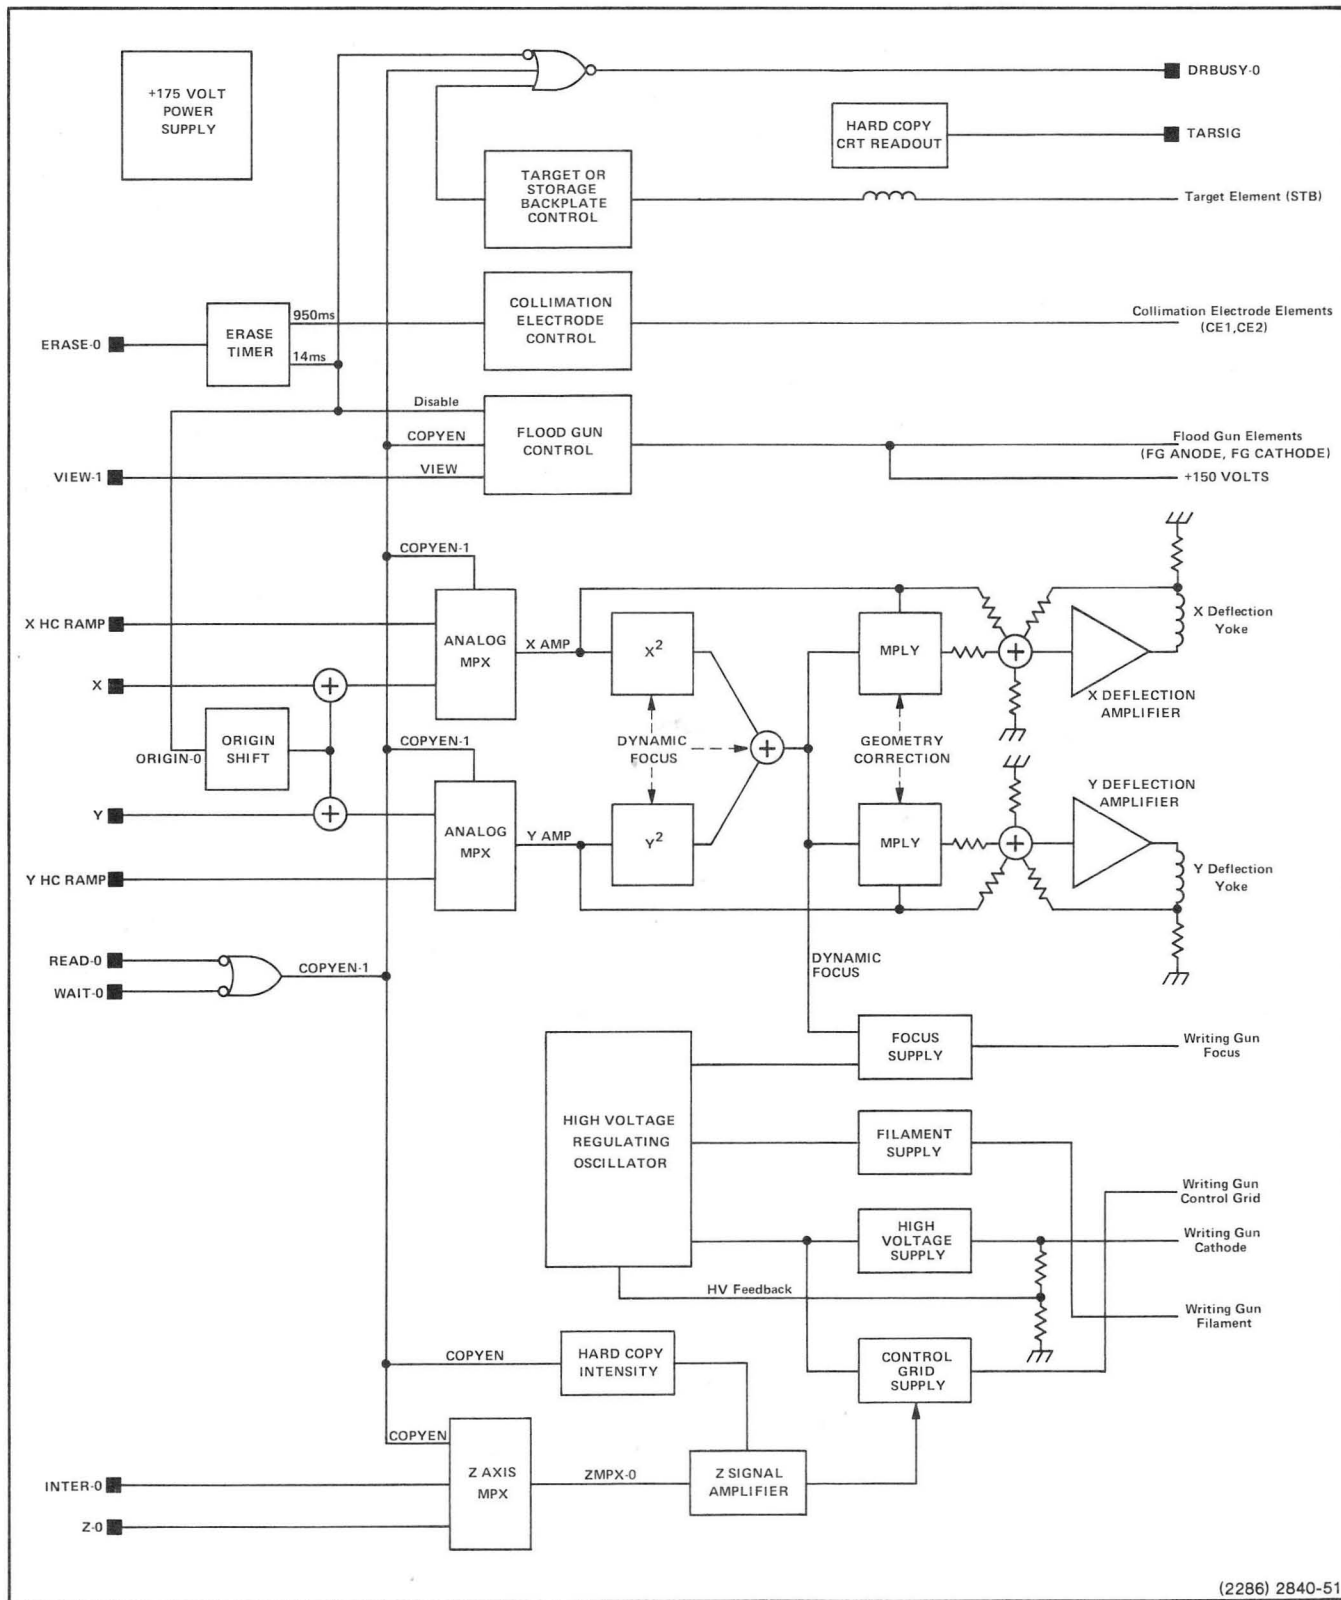 +175 VOLT
POWER
SUPPLY
DRBUSY-0
HARD COPY
CRT READOUT
TARSIG
TARGET OR
STORAGE
BACKPLATE
CONTROL
Target Element (STB)
ERASE-0
ERASE
TIMER
950ms
14ms
COLLIMATION
ELECTRODE
CONTROL
Collimation Electrode Elements
(CE1,CE2)
Disable
COPYEN
VIEW
VIEW-1
FLOOD GUN
CONTROL
Flood Gun Elements
(FG ANODE, FG CATHODE)
+150 VOLTS
COPYEN-1
X HC RAMP
X
ANALOG
MPX
X AMP
X2
MPLY
X Deflection
Yoke
X DEFLECTION
AMPLIFIER
ORIGIN-0
ORIGIN
SHIFT
COPYEN-1
DYNAMIC
FOCUS
GEOMETRY
CORRECTION
Y DEFLECTION
AMPLIFIER
Y
Y HC RAMP
ANALOG
MPX
Y AMP
Y2
MPLY
Y Deflection
Yoke
READ-0
WAIT-0
COPYEN-1
DYNAMIC
FOCUS
HIGH VOLTAGE
REGULATING
OSCILLATOR
FOCUS
SUPPLY
Writing Gun
Focus
FILAMENT
SUPPLY
Writing Gun
Control Grid
HIGH
VOLTAGE
SUPPLY
Writing Gun
Cathode
HV Feedback
Writing Gun
Filament
COPYEN
HARD COPY
INTENSITY
CONTROL
GRID
SUPPLY
COPYEN
INTER-0
Z-0
Z AXIS
MPX
ZMPX-0
Z SIGNAL
AMPLIFIER
(2286) 2840-51